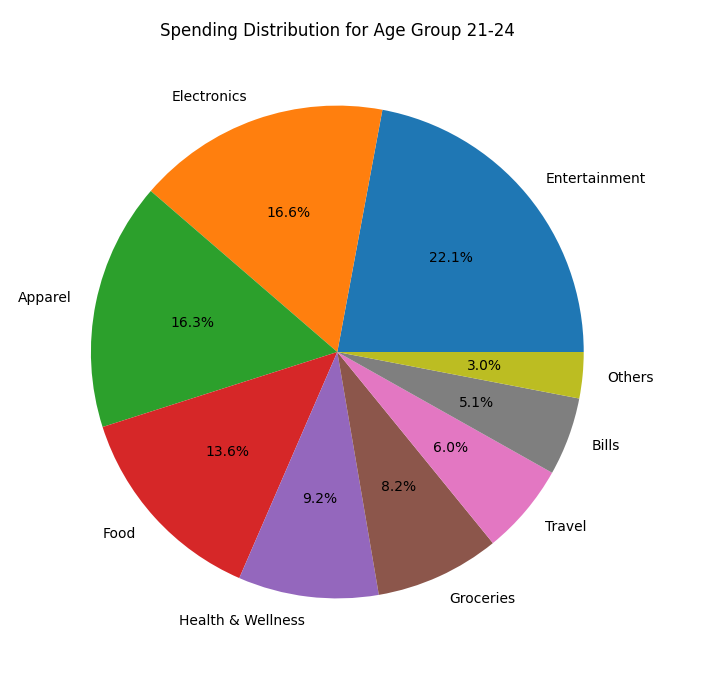 Spending Distribution for Age Group 21-24
Electronics
Entertainment
16.6%
22.1%
Apparel
16.3%
3.0%
Others
5.1%
Bills
13.6%
6.0%
8.2%
9.2%
Travel
Food
Groceries
Health & Wellness